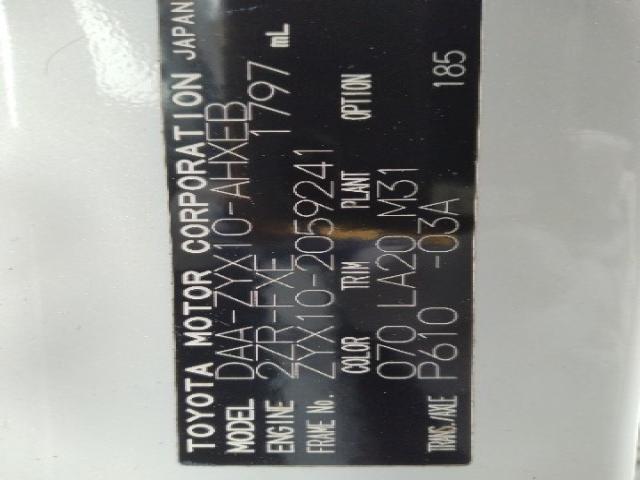 TOYOTA MOTOR CORPORATION JAPAN
MODEL DAA-ZYX10-AHXEB
ENGINE 2ZR-FXE 1797 mL
FRAME No. ZYX10-2059241
COLOR TRIM PLANT OPTION
070 LA20 M31
TRANS./AXLE P610 -03A 185